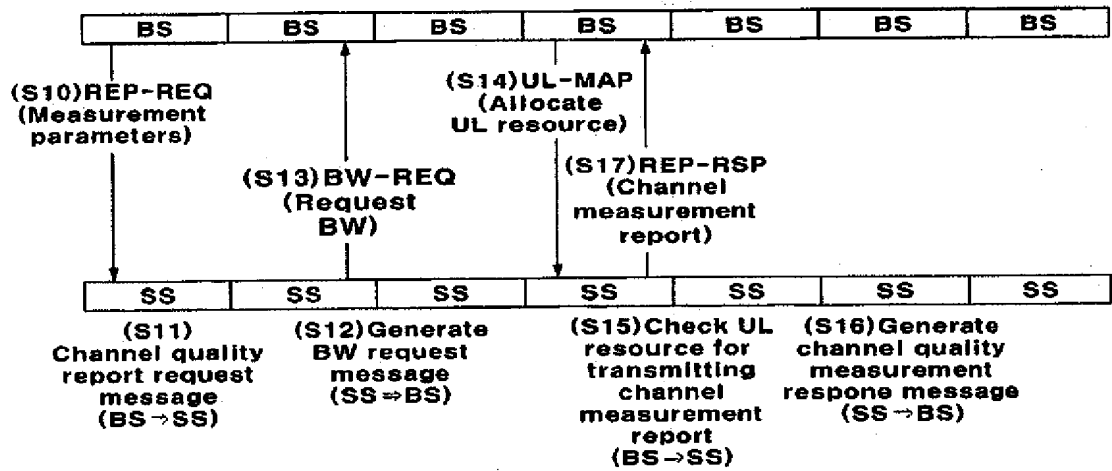 BS BS BS BS BS BS BS
(S10)REP-REQ
(Measurement
parameters)
(S13)BW-REQ
(Request
BW)
(S14)UL-MAP
(Allocate
UL resource)
(S17)REP-RSP
(Channel
measurement
report)
SS SS SS SS SS SS SS
(S11)
Channel quality
report request
message
(BS→SS)
(S12)Generate
BW request
message
(SS⇒BS)
(S15)Check UL
resource for
transmitting
channel
measurement
report
(BS→SS)
(S16)Generate
channel quality
measurement
respone message
(SS→BS)